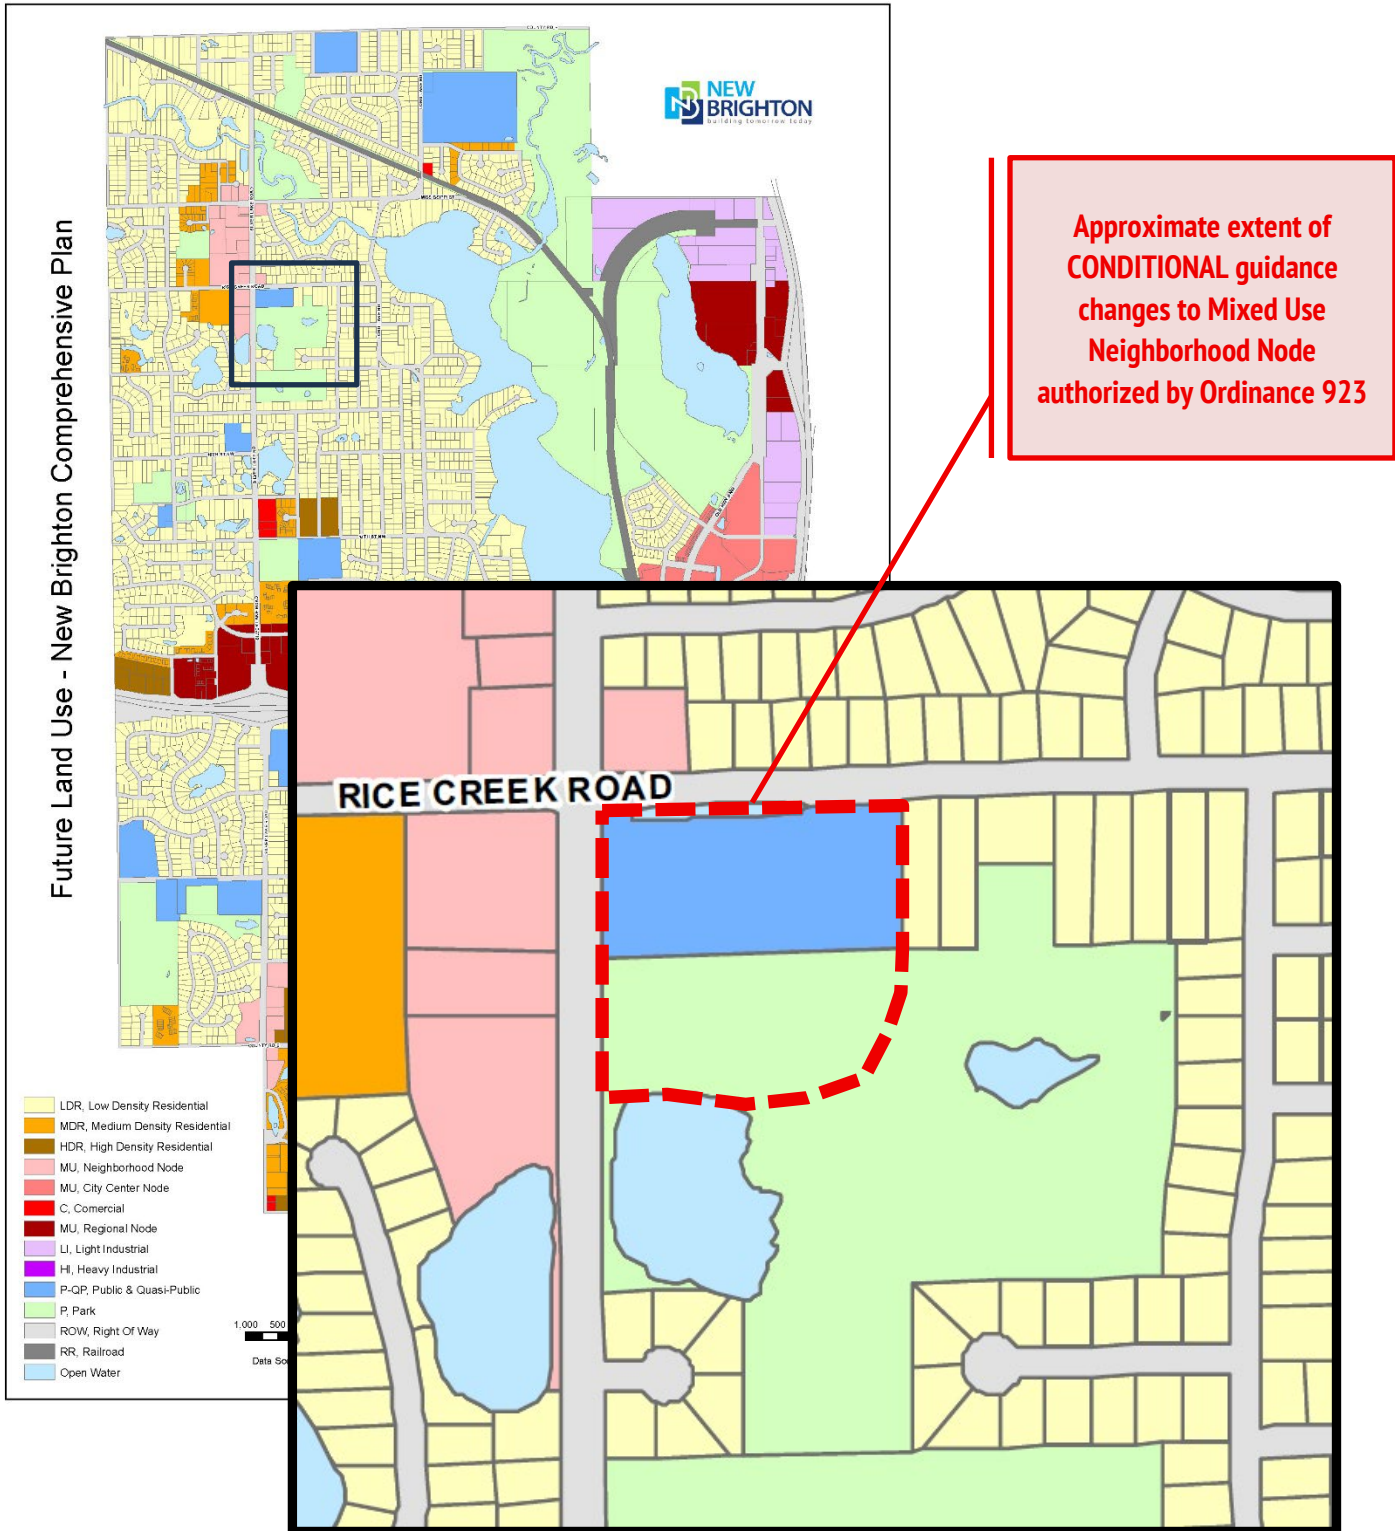 NEW
BRIGHTON
building tomorrow today
Future Land Use - New Brighton Comprehensive Plan
Approximate extent of
CONDITIONAL guidance
changes to Mixed Use
Neighborhood Node
authorized by Ordinance 923
RICE CREEK ROAD
LDR, Low Density Residential
MDR, Medium Density Residential
HDR, High Density Residential
MU, Neighborhood Node
MU, City Center Node
C, Comercial
MU, Regional Node
LI, Light Industrial
HI, Heavy Industrial
P-QP, Public & Quasi-Public
P, Park
ROW, Right Of Way
RR, Railroad
Open Water
1,000 500